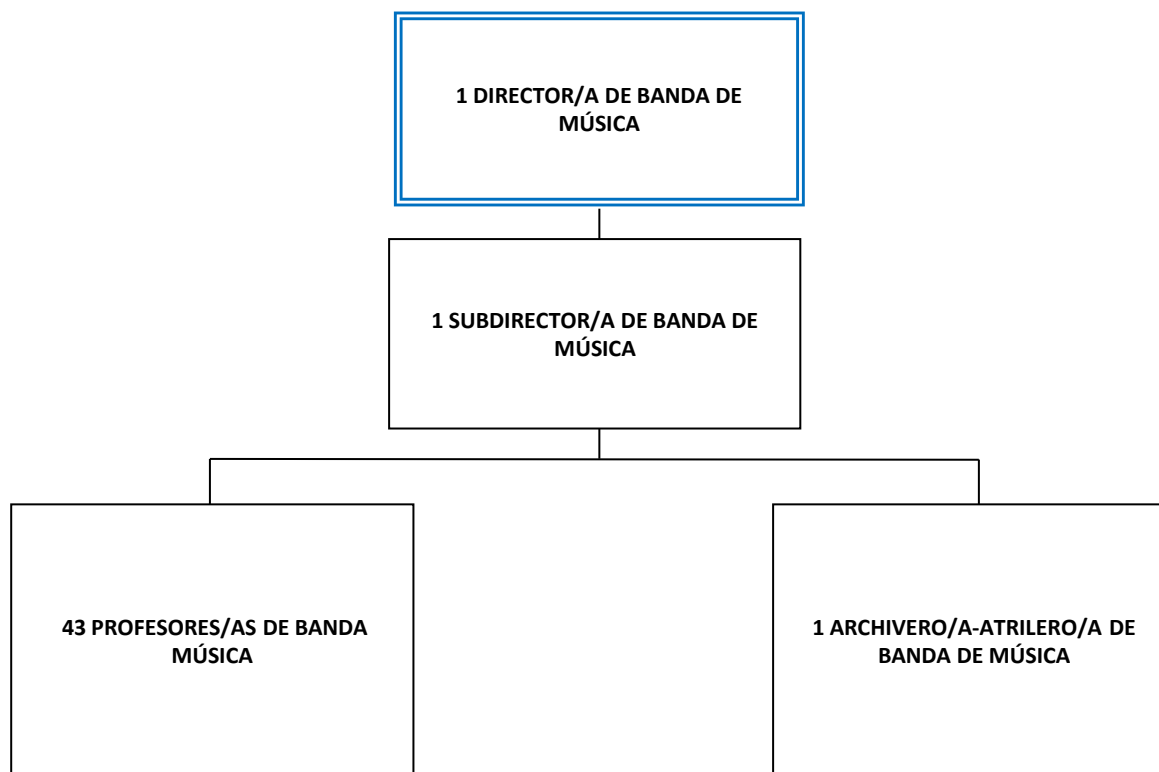 1 DIRECTOR/A DE BANDA DE
MÚSICA
1 SUBDIRECTOR/A DE BANDA DE
MÚSICA
43 PROFESORES/AS DE BANDA
MÚSICA
1 ARCHIVERO/A-ATRILERO/A DE
BANDA DE MÚSICA